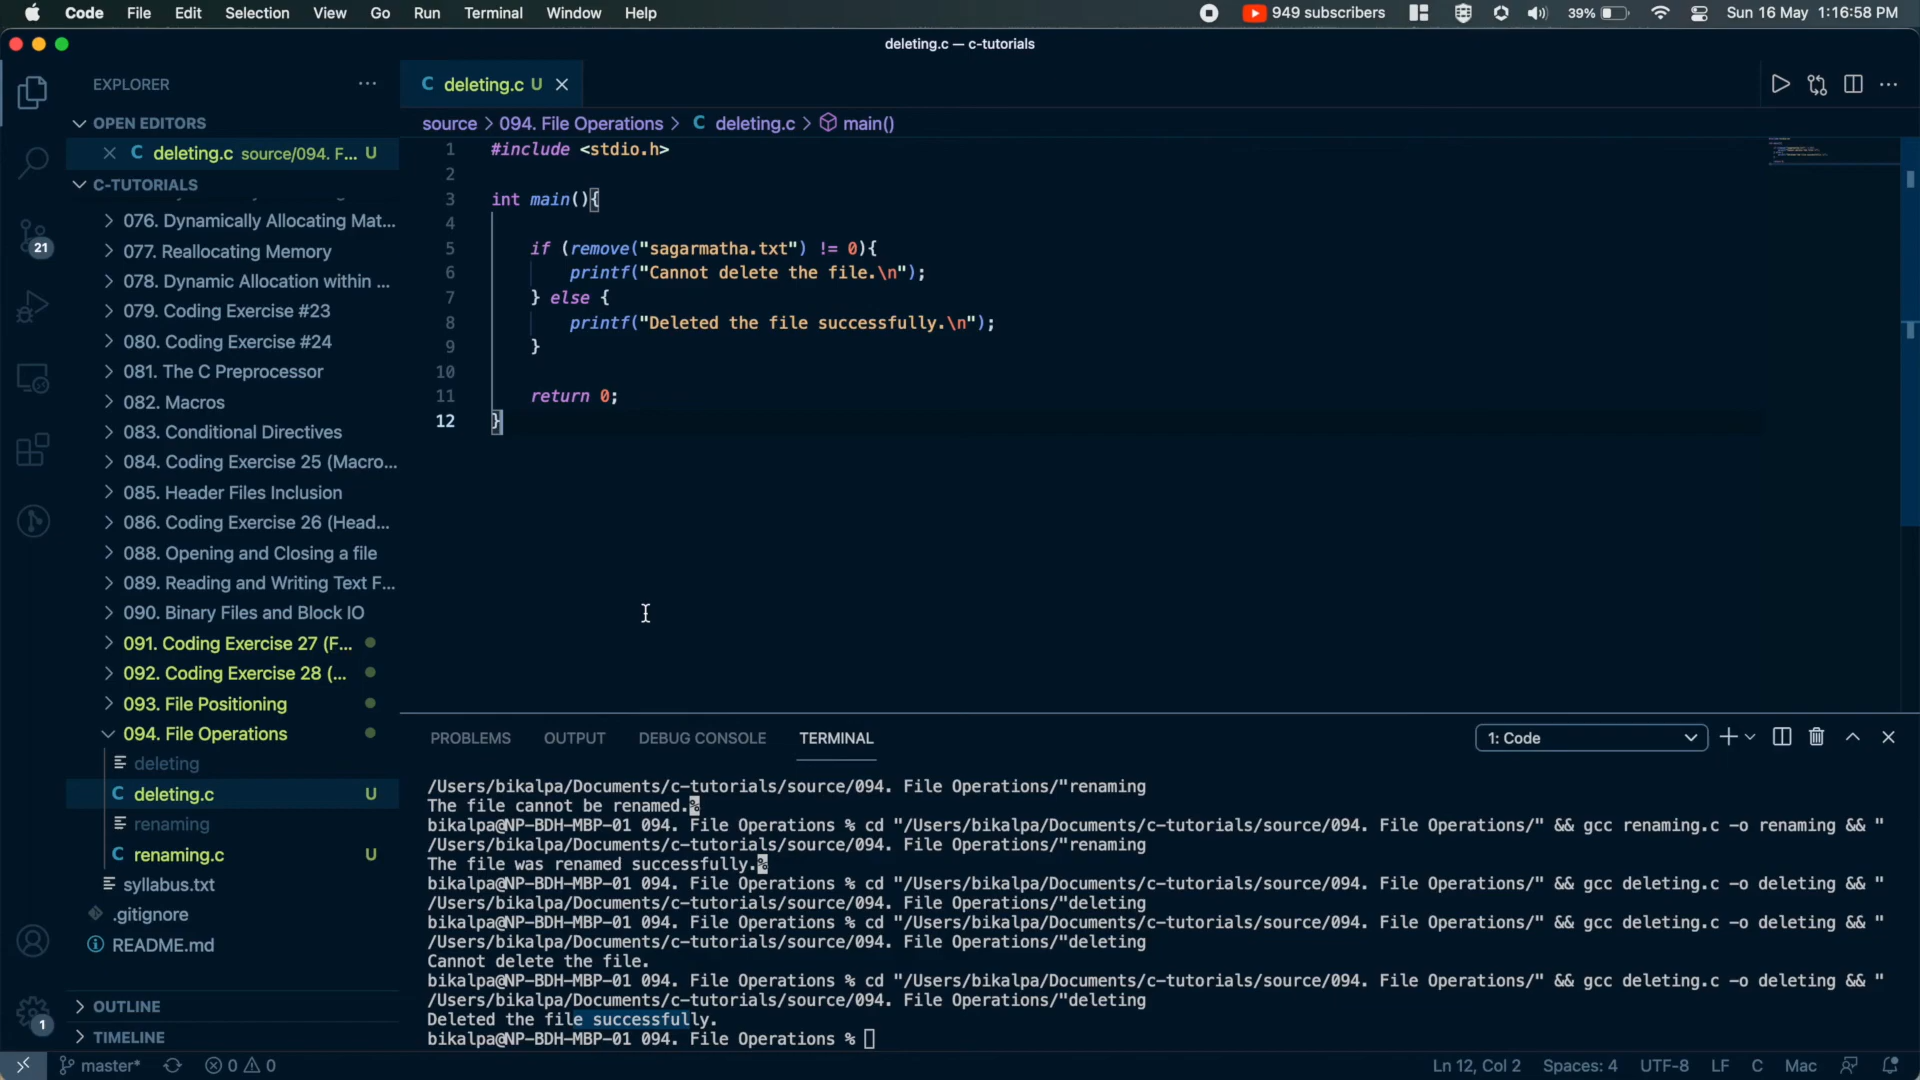 Code File Edit Selection View Go Run Terminal Window Help 949 subscribers 39% Sun 16 May 1:16:58 PM
deleting.c — c-tutorials
EXPLORER ···
C deleting.c U
OPEN EDITORS
source > 094. File Operations > C deleting.c > main()
C deleting.c source/094. F... U
C-TUTORIALS
076. Dynamically Allocating Mat...
077. Reallocating Memory
078. Dynamic Allocation within ...
079. Coding Exercise #23
080. Coding Exercise #24
081. The C Preprocessor
082. Macros
083. Conditional Directives
084. Coding Exercise 25 (Macro...
085. Header Files Inclusion
086. Coding Exercise 26 (Head...
088. Opening and Closing a file
089. Reading and Writing Text F...
090. Binary Files and Block IO
091. Coding Exercise 27 (F...
092. Coding Exercise 28 (...
093. File Positioning
094. File Operations
deleting
C deleting.c U
renaming
C renaming.c U
syllabus.txt
.gitignore
README.md
OUTLINE
TIMELINE
21
1
1 #include <stdio.h>
2
3 int main(){
4
5 if (remove("sagarmatha.txt") != 0){
6 printf("Cannot delete the file.\n");
7 } else {
8 printf("Deleted the file successfully.\n");
9 }
10
11 return 0;
12 }
PROBLEMS OUTPUT DEBUG CONSOLE TERMINAL 1: Code
/Users/bikalpa/Documents/c-tutorials/source/094. File Operations/"renaming
The file cannot be renamed.%
bikalpa@NP-BDH-MBP-01 094. File Operations % cd "/Users/bikalpa/Documents/c-tutorials/source/094. File Operations/" && gcc renaming.c -o renaming && "
/Users/bikalpa/Documents/c-tutorials/source/094. File Operations/"renaming
The file was renamed successfully.%
bikalpa@NP-BDH-MBP-01 094. File Operations % cd "/Users/bikalpa/Documents/c-tutorials/source/094. File Operations/" && gcc deleting.c -o deleting && "
/Users/bikalpa/Documents/c-tutorials/source/094. File Operations/"deleting
bikalpa@NP-BDH-MBP-01 094. File Operations % cd "/Users/bikalpa/Documents/c-tutorials/source/094. File Operations/" && gcc deleting.c -o deleting && "
/Users/bikalpa/Documents/c-tutorials/source/094. File Operations/"deleting
Cannot delete the file.
bikalpa@NP-BDH-MBP-01 094. File Operations % cd "/Users/bikalpa/Documents/c-tutorials/source/094. File Operations/" && gcc deleting.c -o deleting && "
/Users/bikalpa/Documents/c-tutorials/source/094. File Operations/"deleting
Deleted the file successfully.
bikalpa@NP-BDH-MBP-01 094. File Operations %
master* 0 0 Ln 12, Col 2 Spaces: 4 UTF-8 LF C Mac